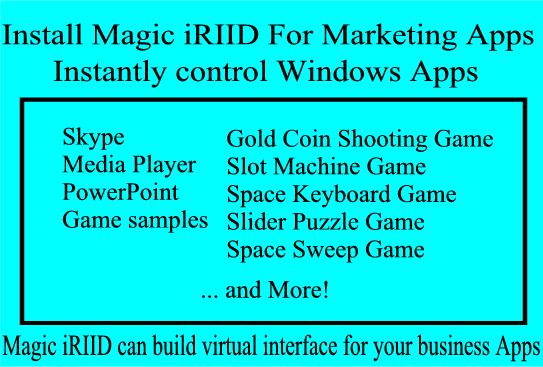 Install Magic iRIID For Marketing Apps
Instantly control Windows Apps
Skype
Media Player
PowerPoint
Game samples
Gold Coin Shooting Game
Slot Machine Game
Space Keyboard Game
Slider Puzzle Game
Space Sweep Game
... and More!
Magic iRIID can build virtual interface for your business Apps